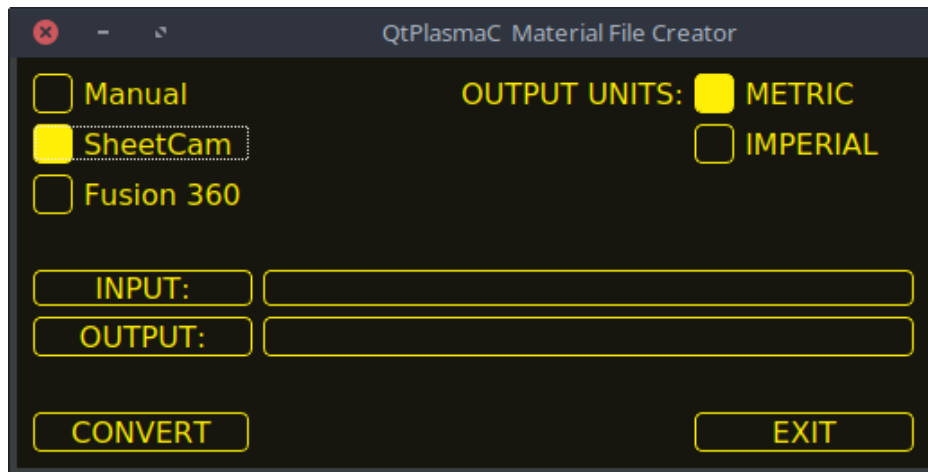 QtPlasmaC Material File Creator
Manual OUTPUT UNITS: METRIC
SheetCam IMPERIAL
Fusion 360
INPUT:
OUTPUT:
CONVERT EXIT